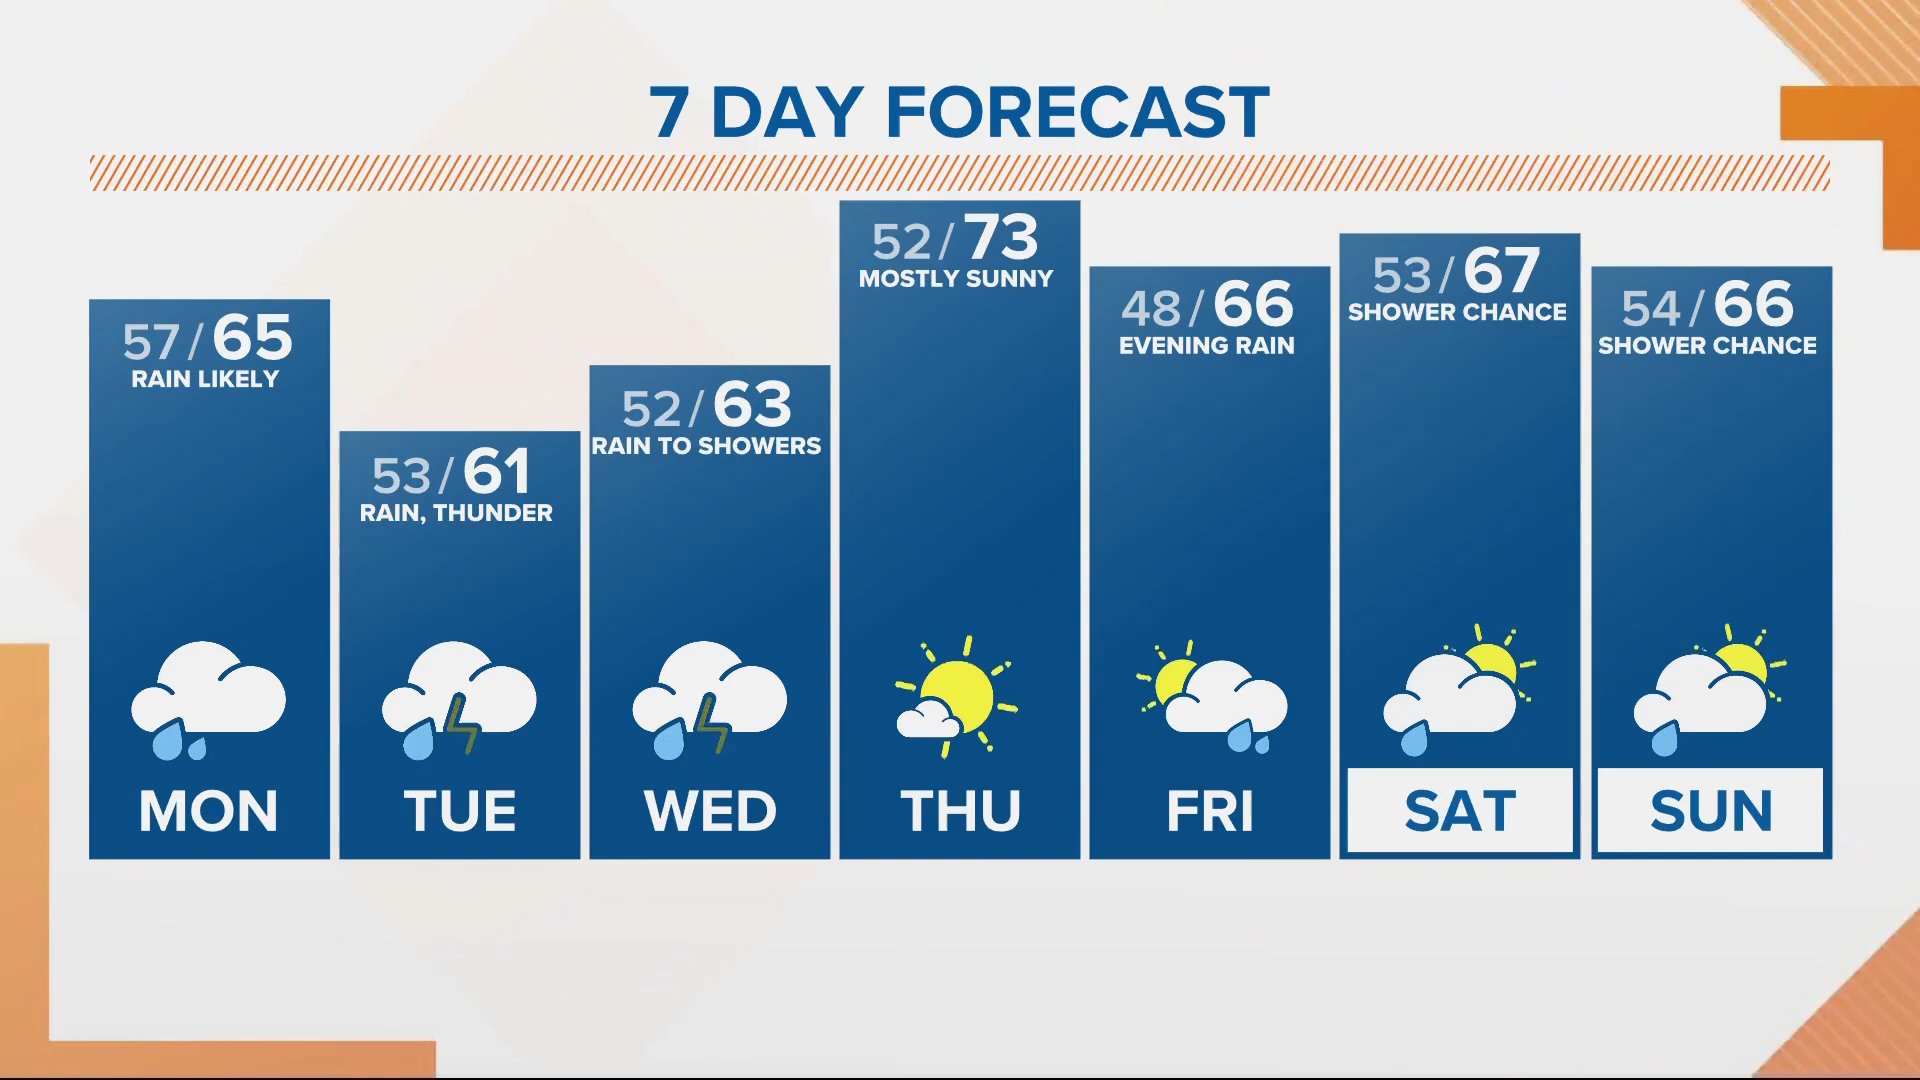 7 DAY FORECAST
57/65
RAIN LIKELY
MON
53/61
RAIN, THUNDER
TUE
52/63
RAIN TO SHOWERS
WED
52/73
MOSTLY SUNNY
THU
48/66
EVENING RAIN
FRI
53/67
SHOWER CHANCE
SAT
54/66
SHOWER CHANCE
SUN